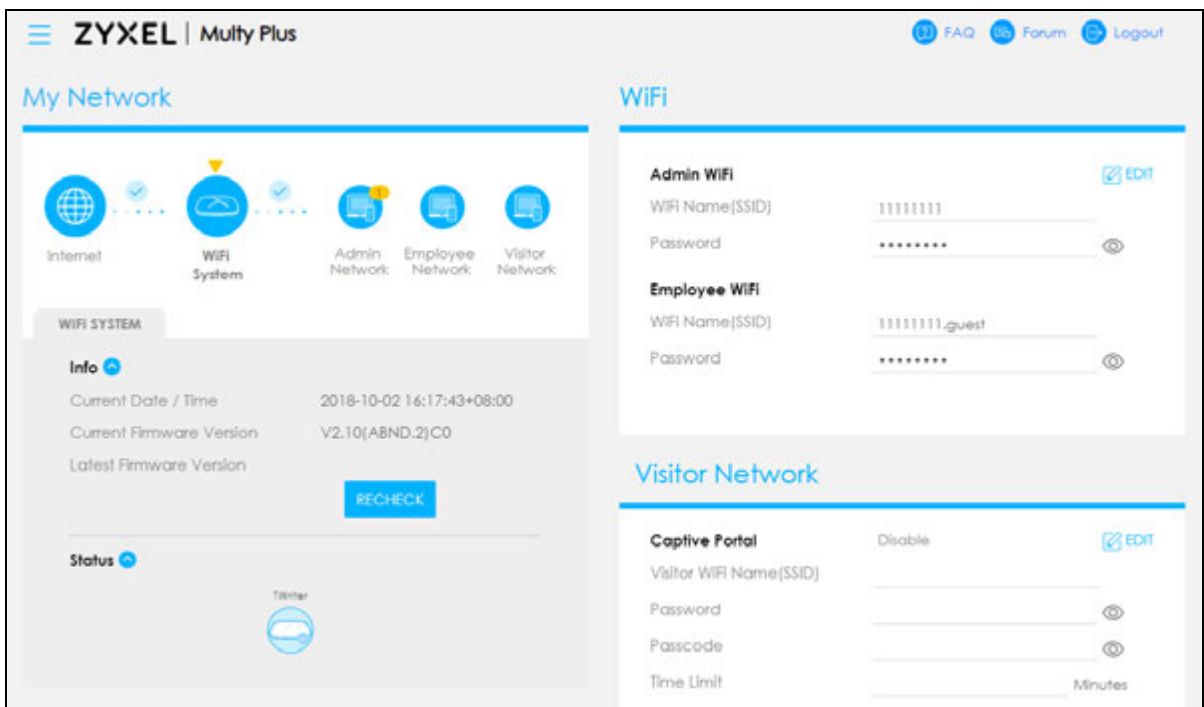 ZYXEL | Multy Plus
FAQ Forum Logout
My Network
1
Internet
WiFi System
Admin Network
Employee Network
Visitor Network
WIFI SYSTEM
Info
Current Date / Time 2018-10-02 16:17:43+08:00
Current Firmware Version V2.10(ABND.2)C0
Latest Firmware Version
RECHECK
Status
WiFi
Admin WiFi EDIT
WiFi Name(SSID) 11111111
Password ••••••••
Employee WiFi
WiFi Name(SSID) 11111111.guest
Password ••••••••
Visitor Network
Captive Portal Disable EDIT
Visitor WiFi Name(SSID)
Password
Passcode
Time Limit Minutes